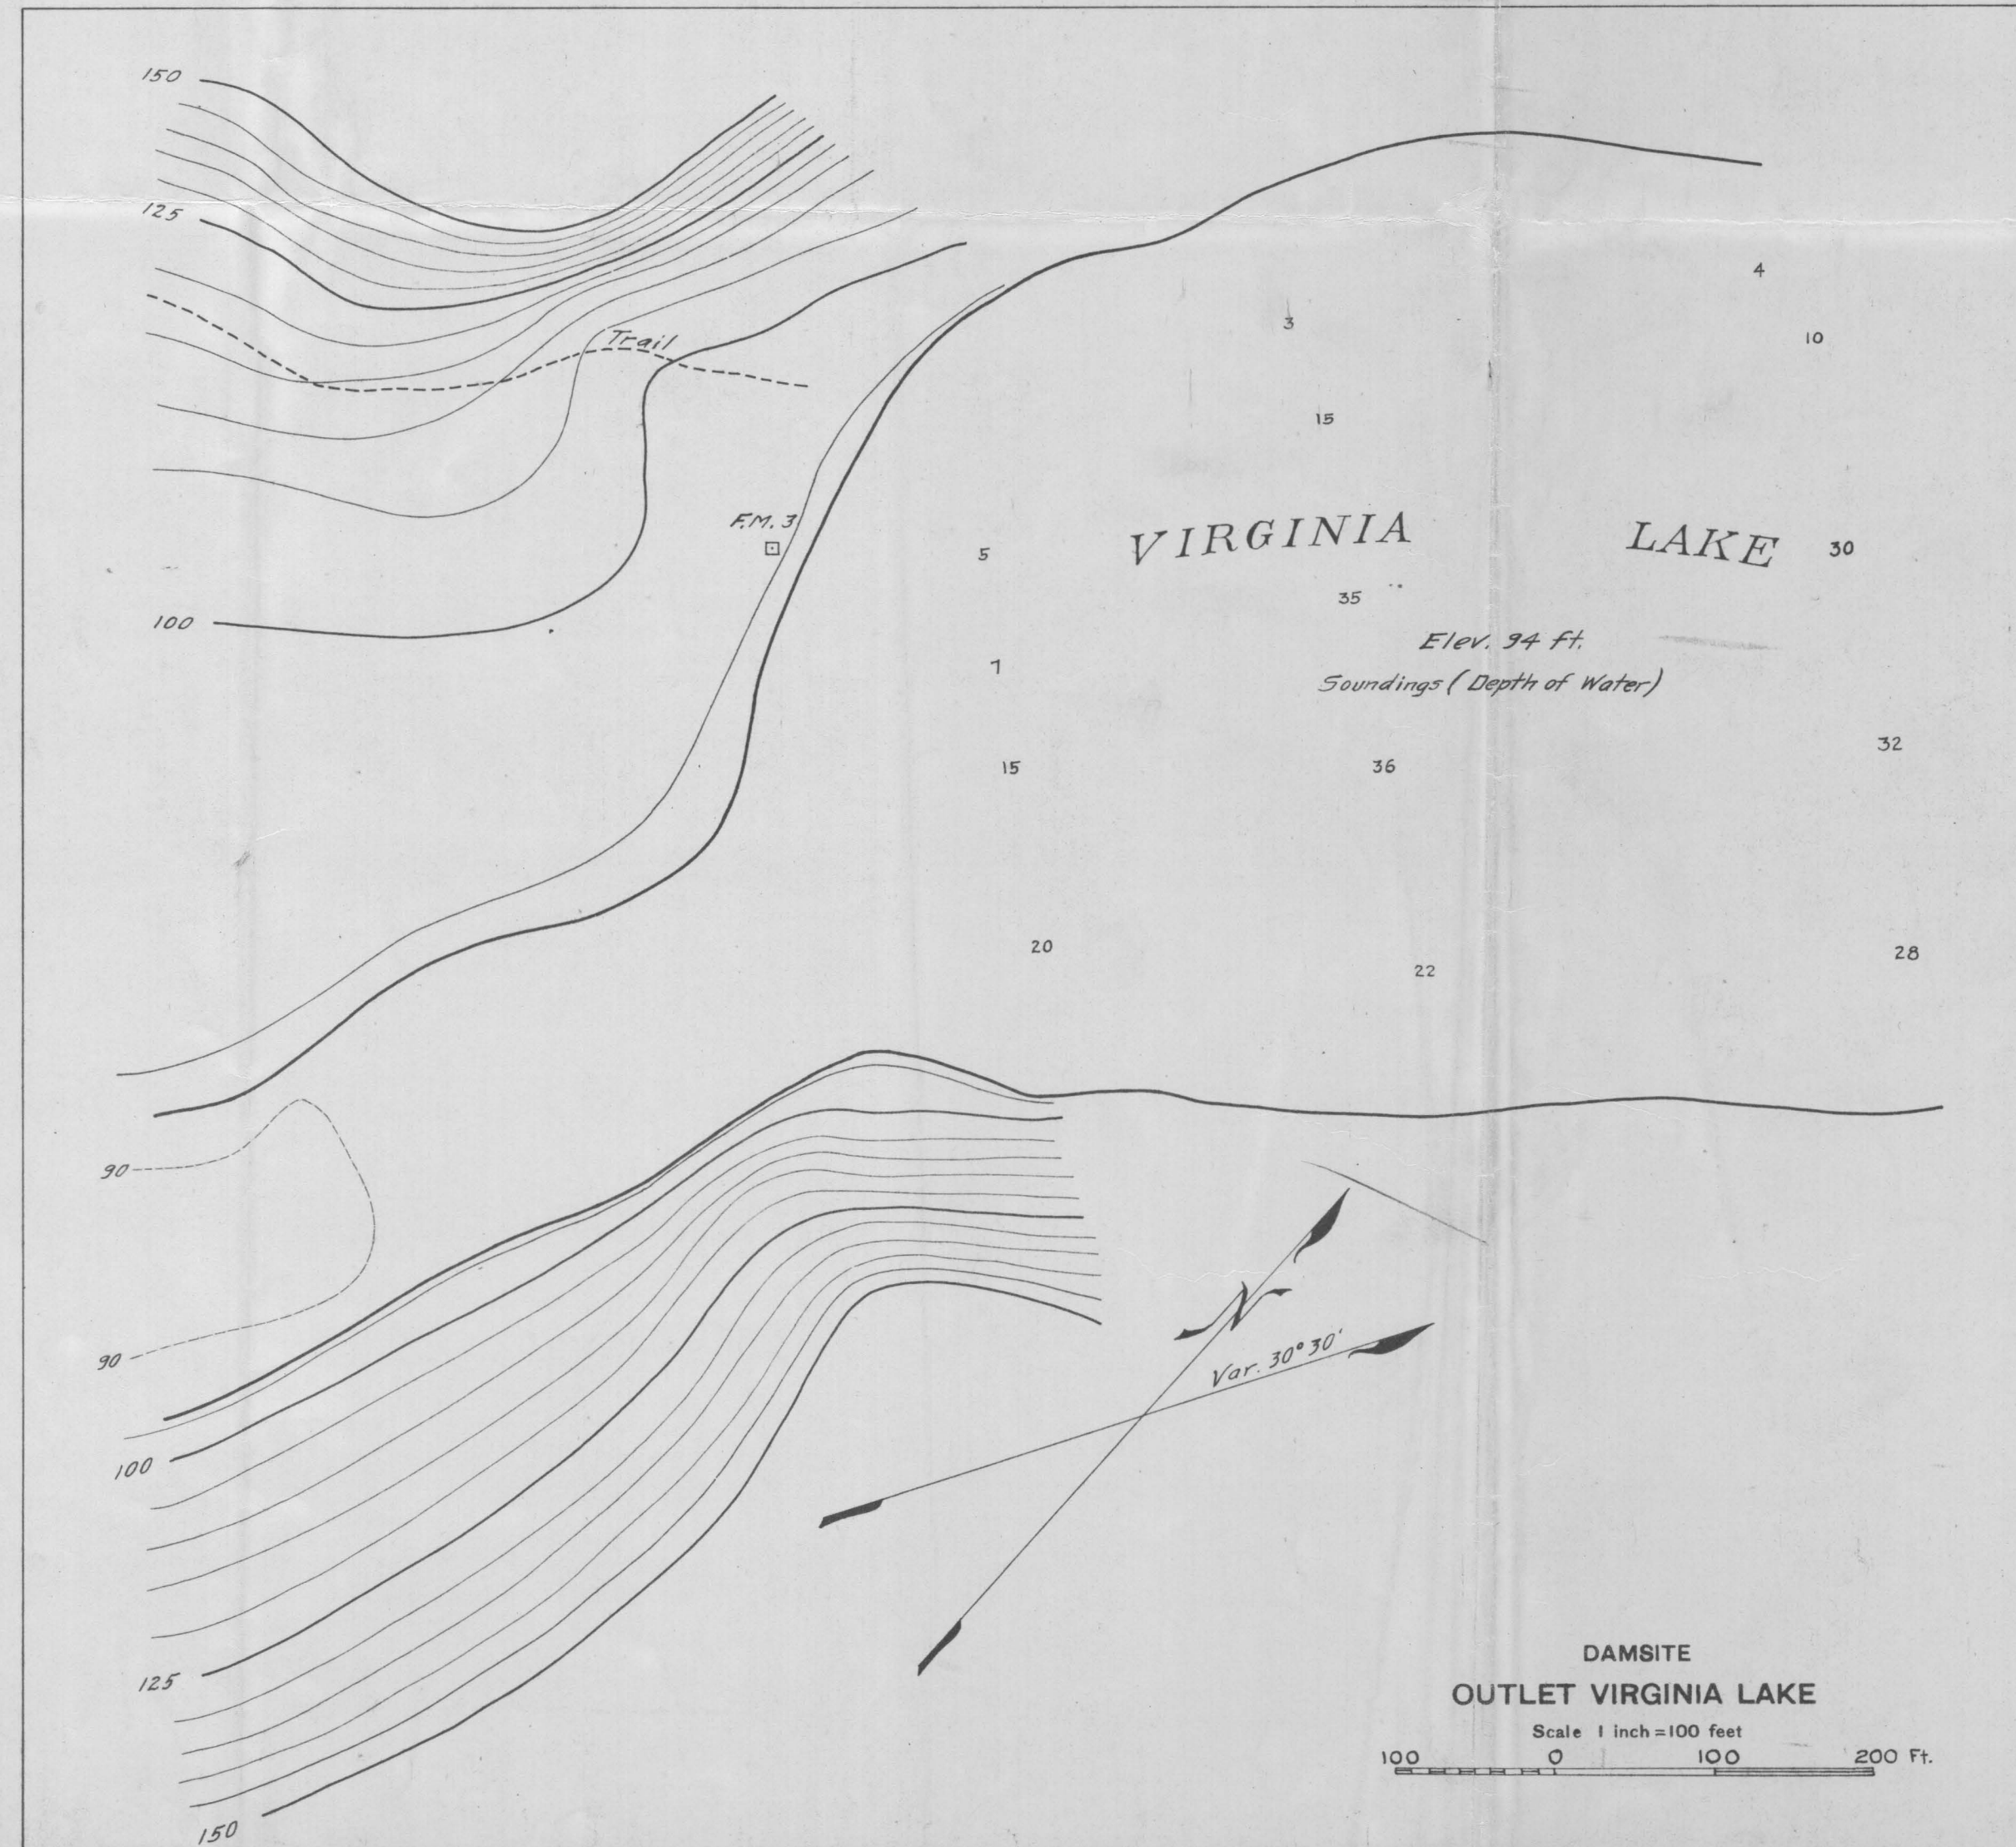 150
125
Trail
4
3
10
15
F.M. 3
5
VIRGINIA LAKE
30
35
100
Elev. 94 ft.
7
Soundings (Depth of Water)
32
15
36
20
22
28
90
90
N
Var. 30° 30'
100
125
150
DAMSITE
OUTLET VIRGINIA LAKE
Scale 1 inch = 100 feet
100 0 100 200 Ft.